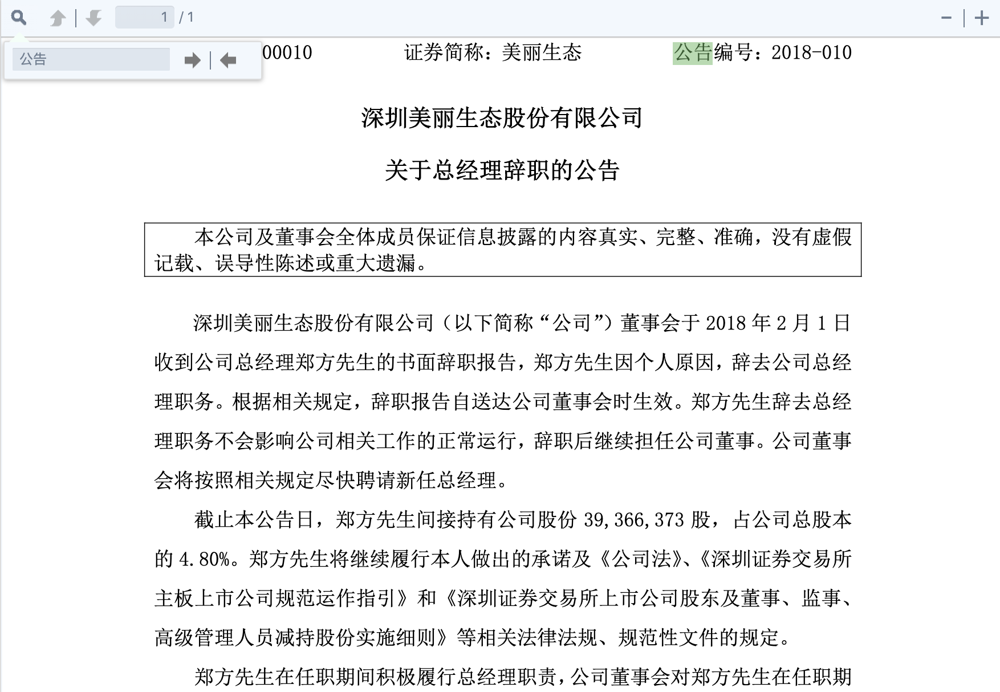 1 / 1
公告
00010 证券简称：美丽生态 公告编号：2018-010
深圳美丽生态股份有限公司
关于总经理辞职的公告
本公司及董事会全体成员保证信息披露的内容真实、完整、准确，没有虚假
记载、误导性陈述或重大遗漏。
深圳美丽生态股份有限公司（以下简称“公司”）董事会于 2018 年 2 月 1 日
收到公司总经理郑方先生的书面辞职报告，郑方先生因个人原因，辞去公司总经
理职务。根据相关规定，辞职报告自送达公司董事会时生效。郑方先生辞去总经
理职务不会影响公司相关工作的正常运行，辞职后继续担任公司董事。公司董事
会将按照相关规定尽快聘请新任总经理。
截止本公告日，郑方先生间接持有公司股份 39,366,373 股，占公司总股本
的 4.80%。郑方先生将继续履行本人做出的承诺及《公司法》、《深圳证券交易所
主板上市公司规范运作指引》和《深圳证券交易所上市公司股东及董事、监事、
高级管理人员减持股份实施细则》等相关法律法规、规范性文件的规定。
郑方先生在任职期间积极履行总经理职责，公司董事会对郑方先生在任职期